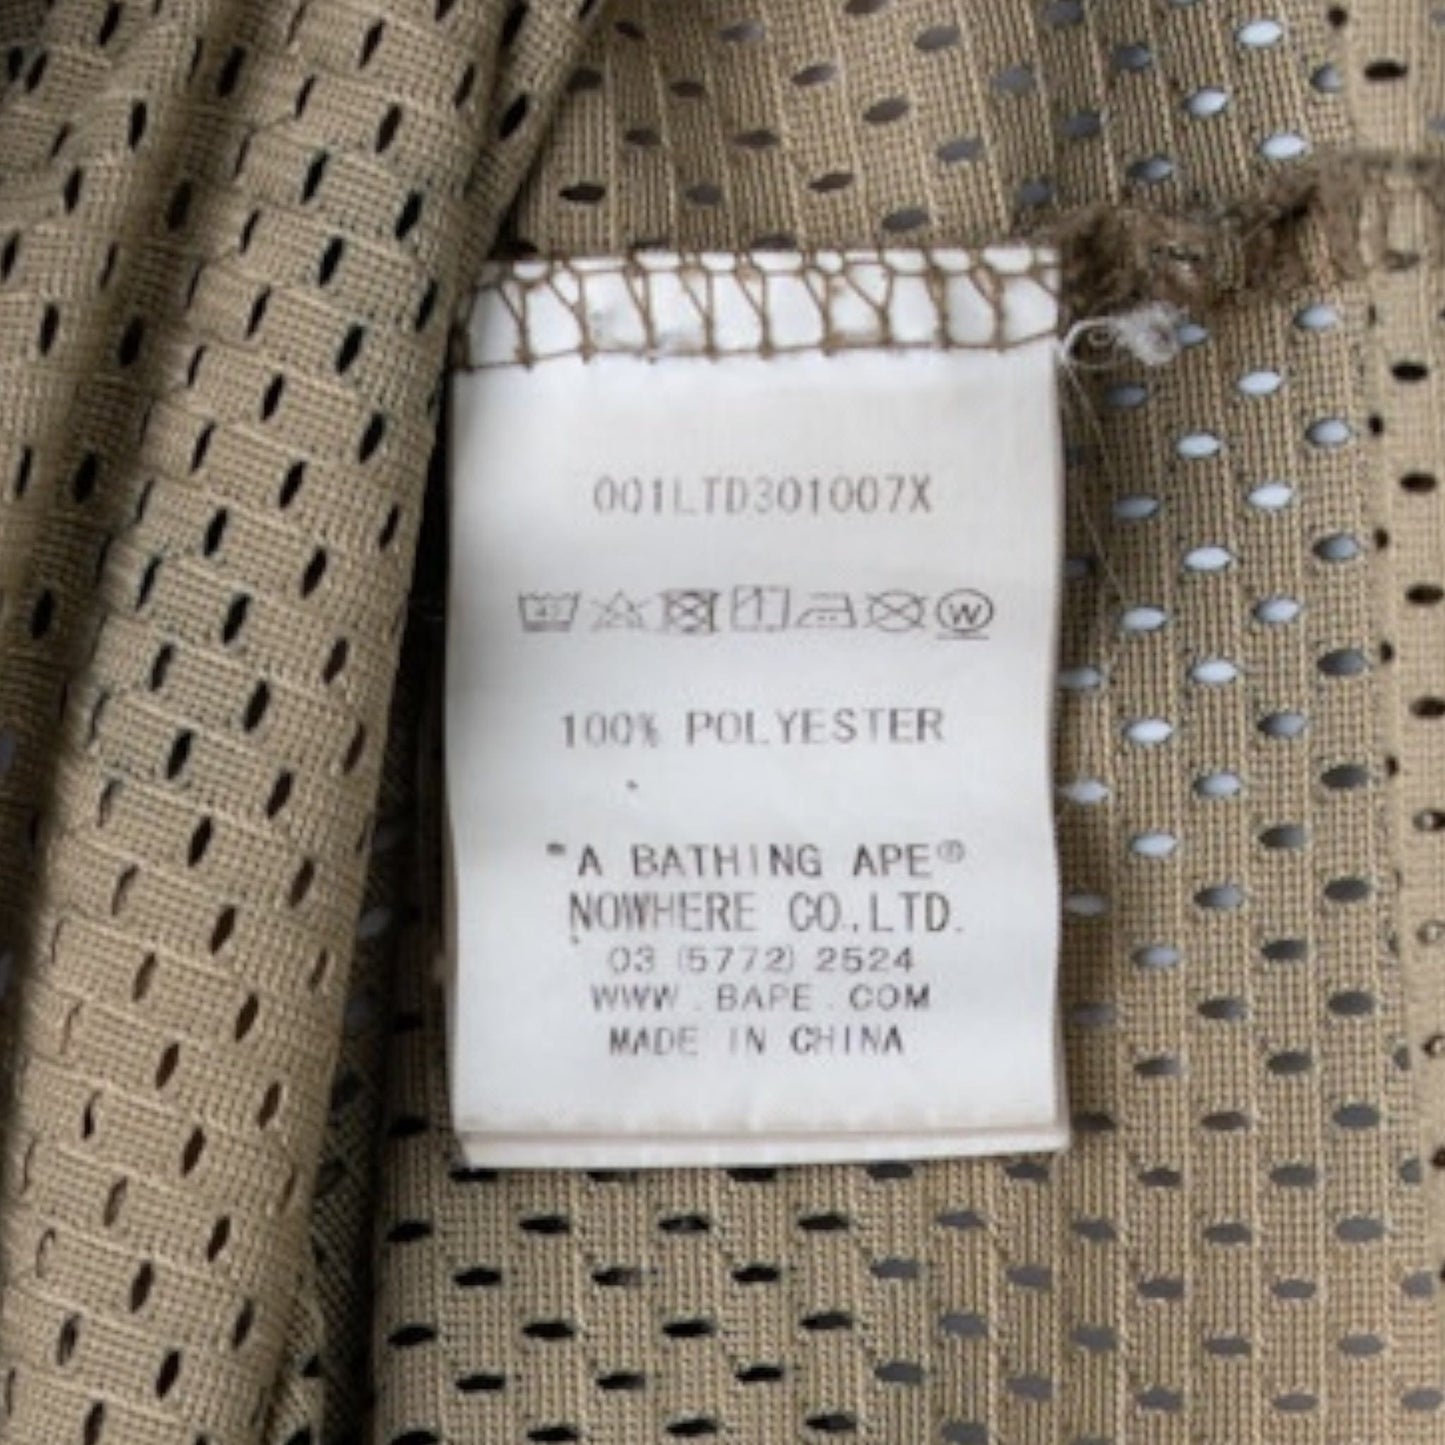 001LTD301007X
W
100% POLYESTER
"A BATHING APE®
NOWHERE CO.,LTD.
03 (5772) 2524
WWW.BAPE.COM
MADE IN CHINA